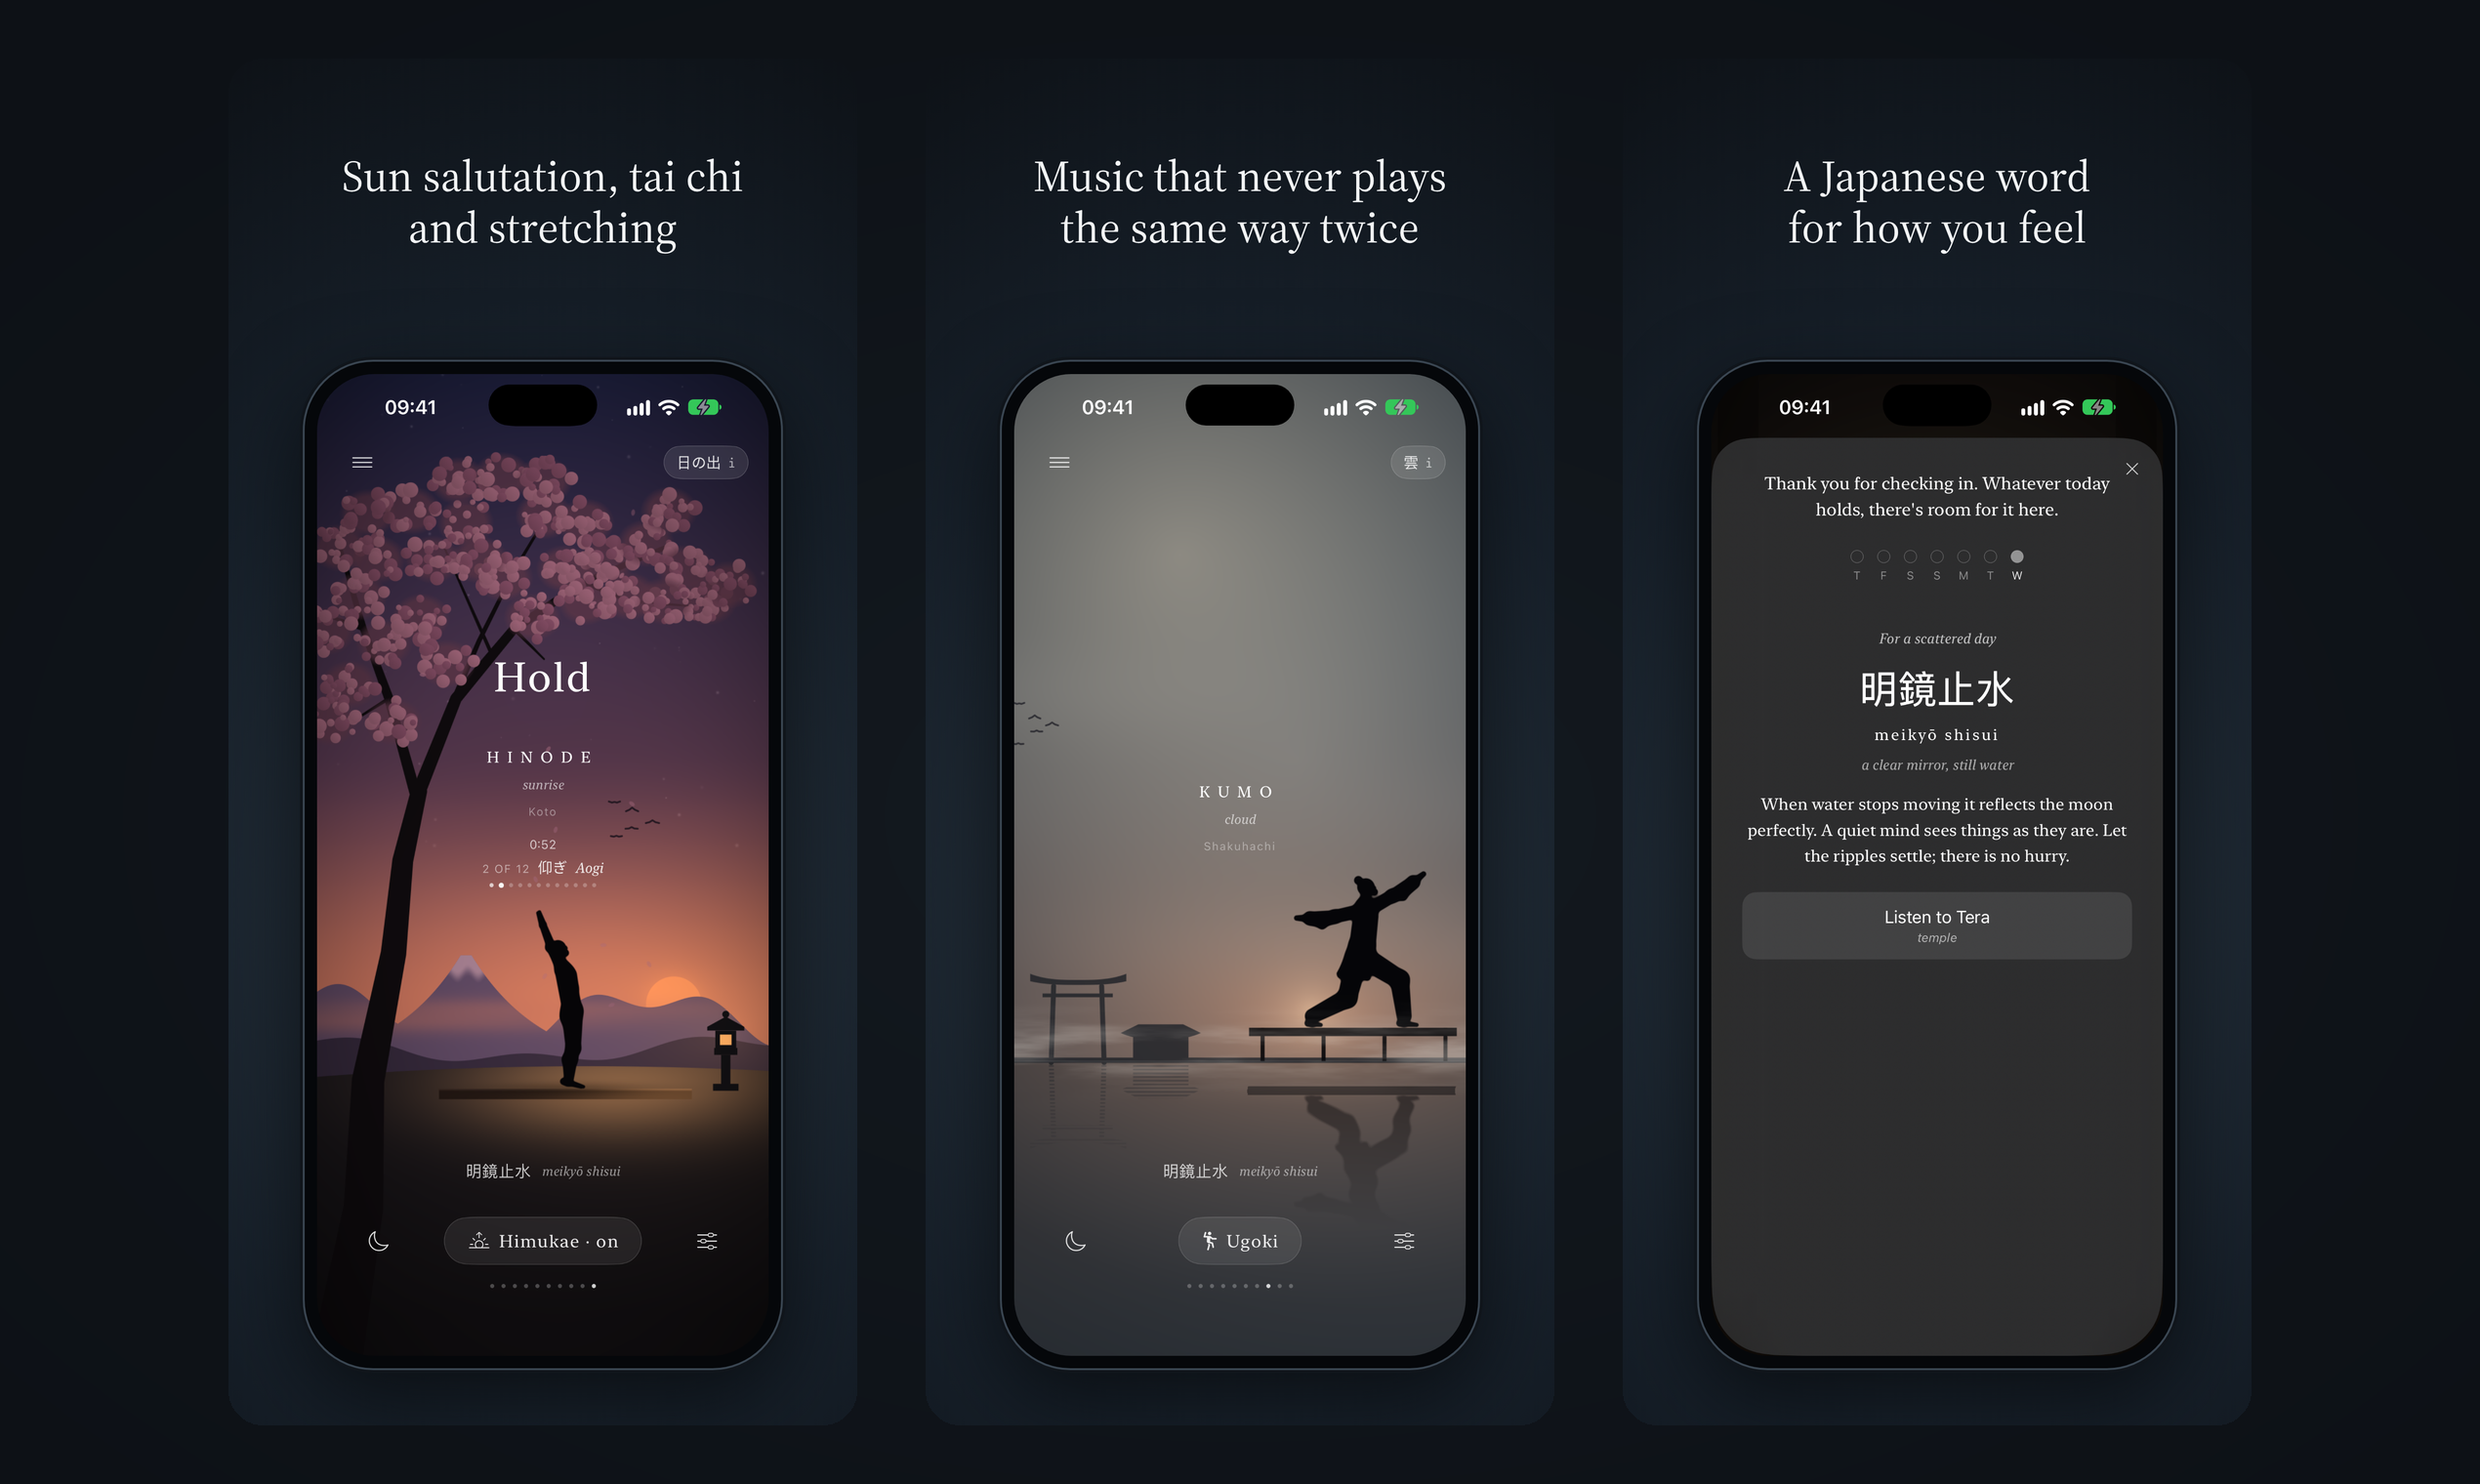 Sun salutation, tai chi
and stretching
09:41
日の出 i
Hold
HINODE
sunrise
Koto
0:52
2 OF 12 仰ぎ Aogi
明鏡止水 meikyō shisui
Himukae · on
Music that never plays
the same way twice
09:41
雲 i
KUMO
cloud
Shakuhachi
明鏡止水 meikyō shisui
Ugoki
A Japanese word
for how you feel
09:41
Thank you for checking in. Whatever today
holds, there's room for it here.
T F S S M T W
For a scattered day
明鏡止水
meikyō shisui
a clear mirror, still water
When water stops moving it reflects the moon
perfectly. A quiet mind sees things as they are. Let
the ripples settle; there is no hurry.
Listen to Tera
temple